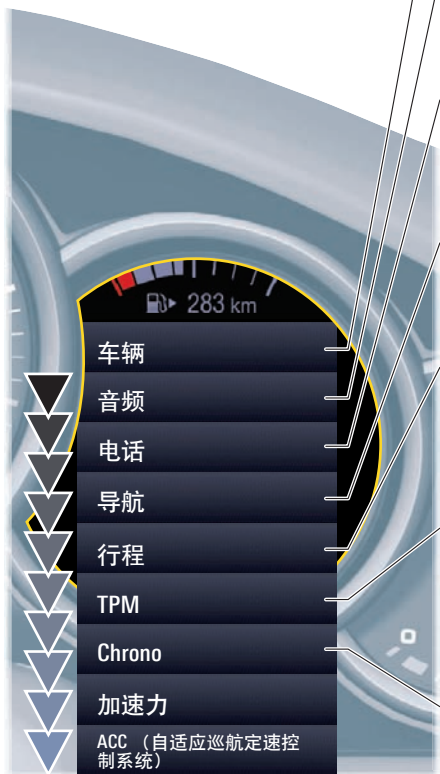 283 km
车辆
音频
电话
导航
行程
TPM
Chrono
加速力
ACC （自适应巡航定速控
制系统）